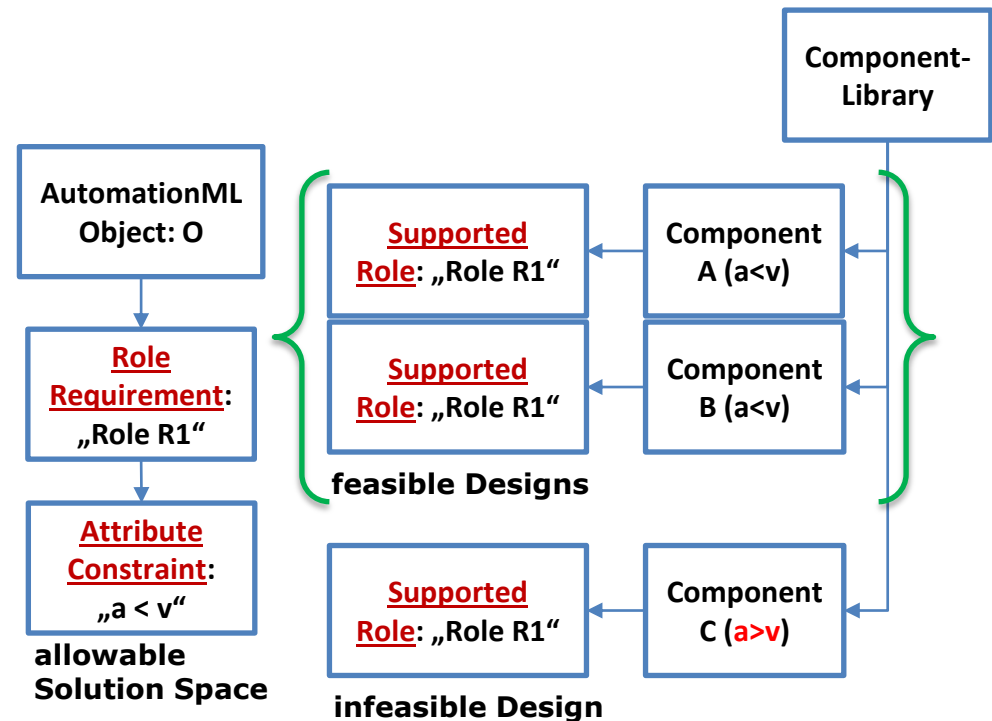 Component-
Library
AutomationML
Object: O
Role
Requirement:
„Role R1“
Attribute
Constraint:
„a < v“
allowable
Solution Space
Supported
Role: „Role R1“
Component
A (a<v)
Supported
Role: „Role R1“
Component
B (a<v)
feasible Designs
Supported
Role: „Role R1“
Component
C (a>v)
infeasible Design